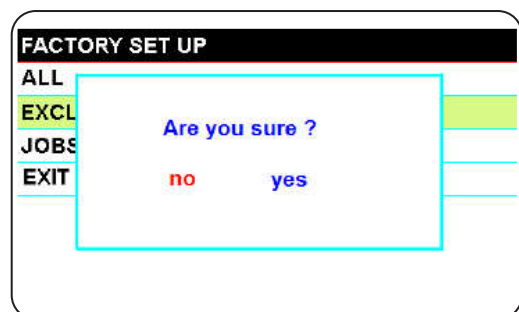 FACTORY SET UP
ALL
EXCL
JOBS
EXIT
Are you sure ?
no yes